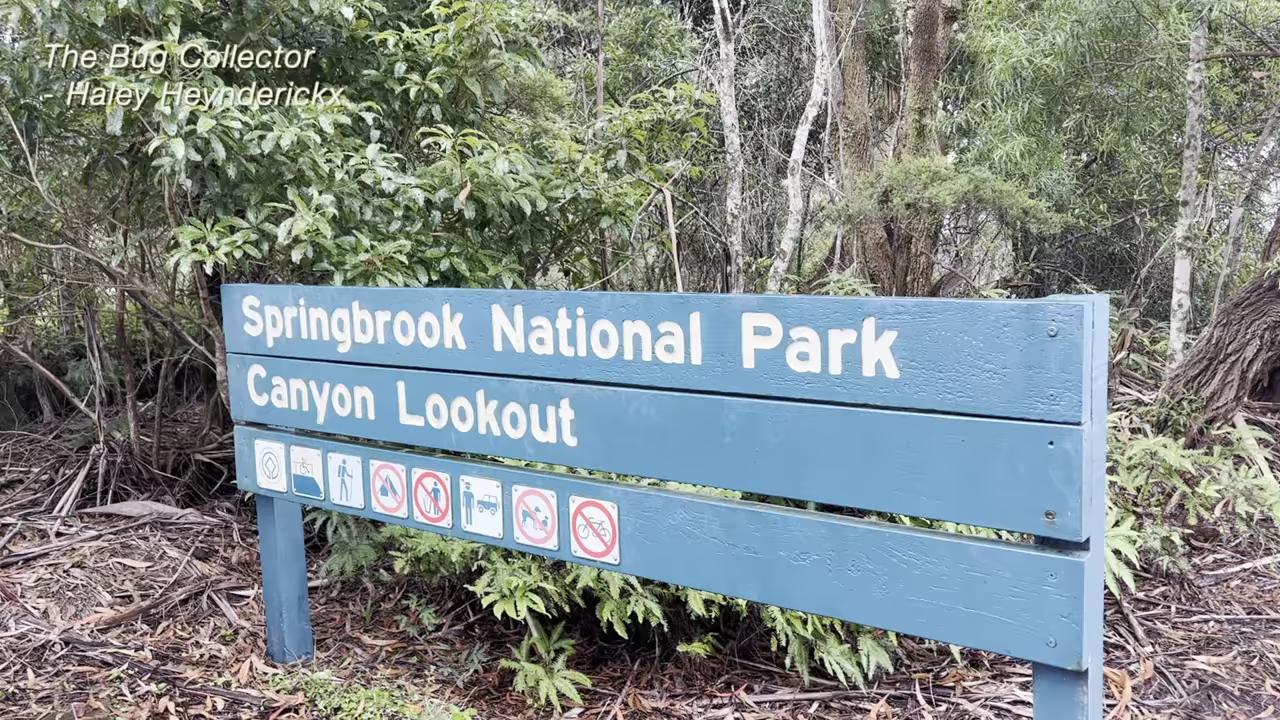 The Bug Collector
- Haley Heynderickx
Springbrook National Park
Canyon Lookout